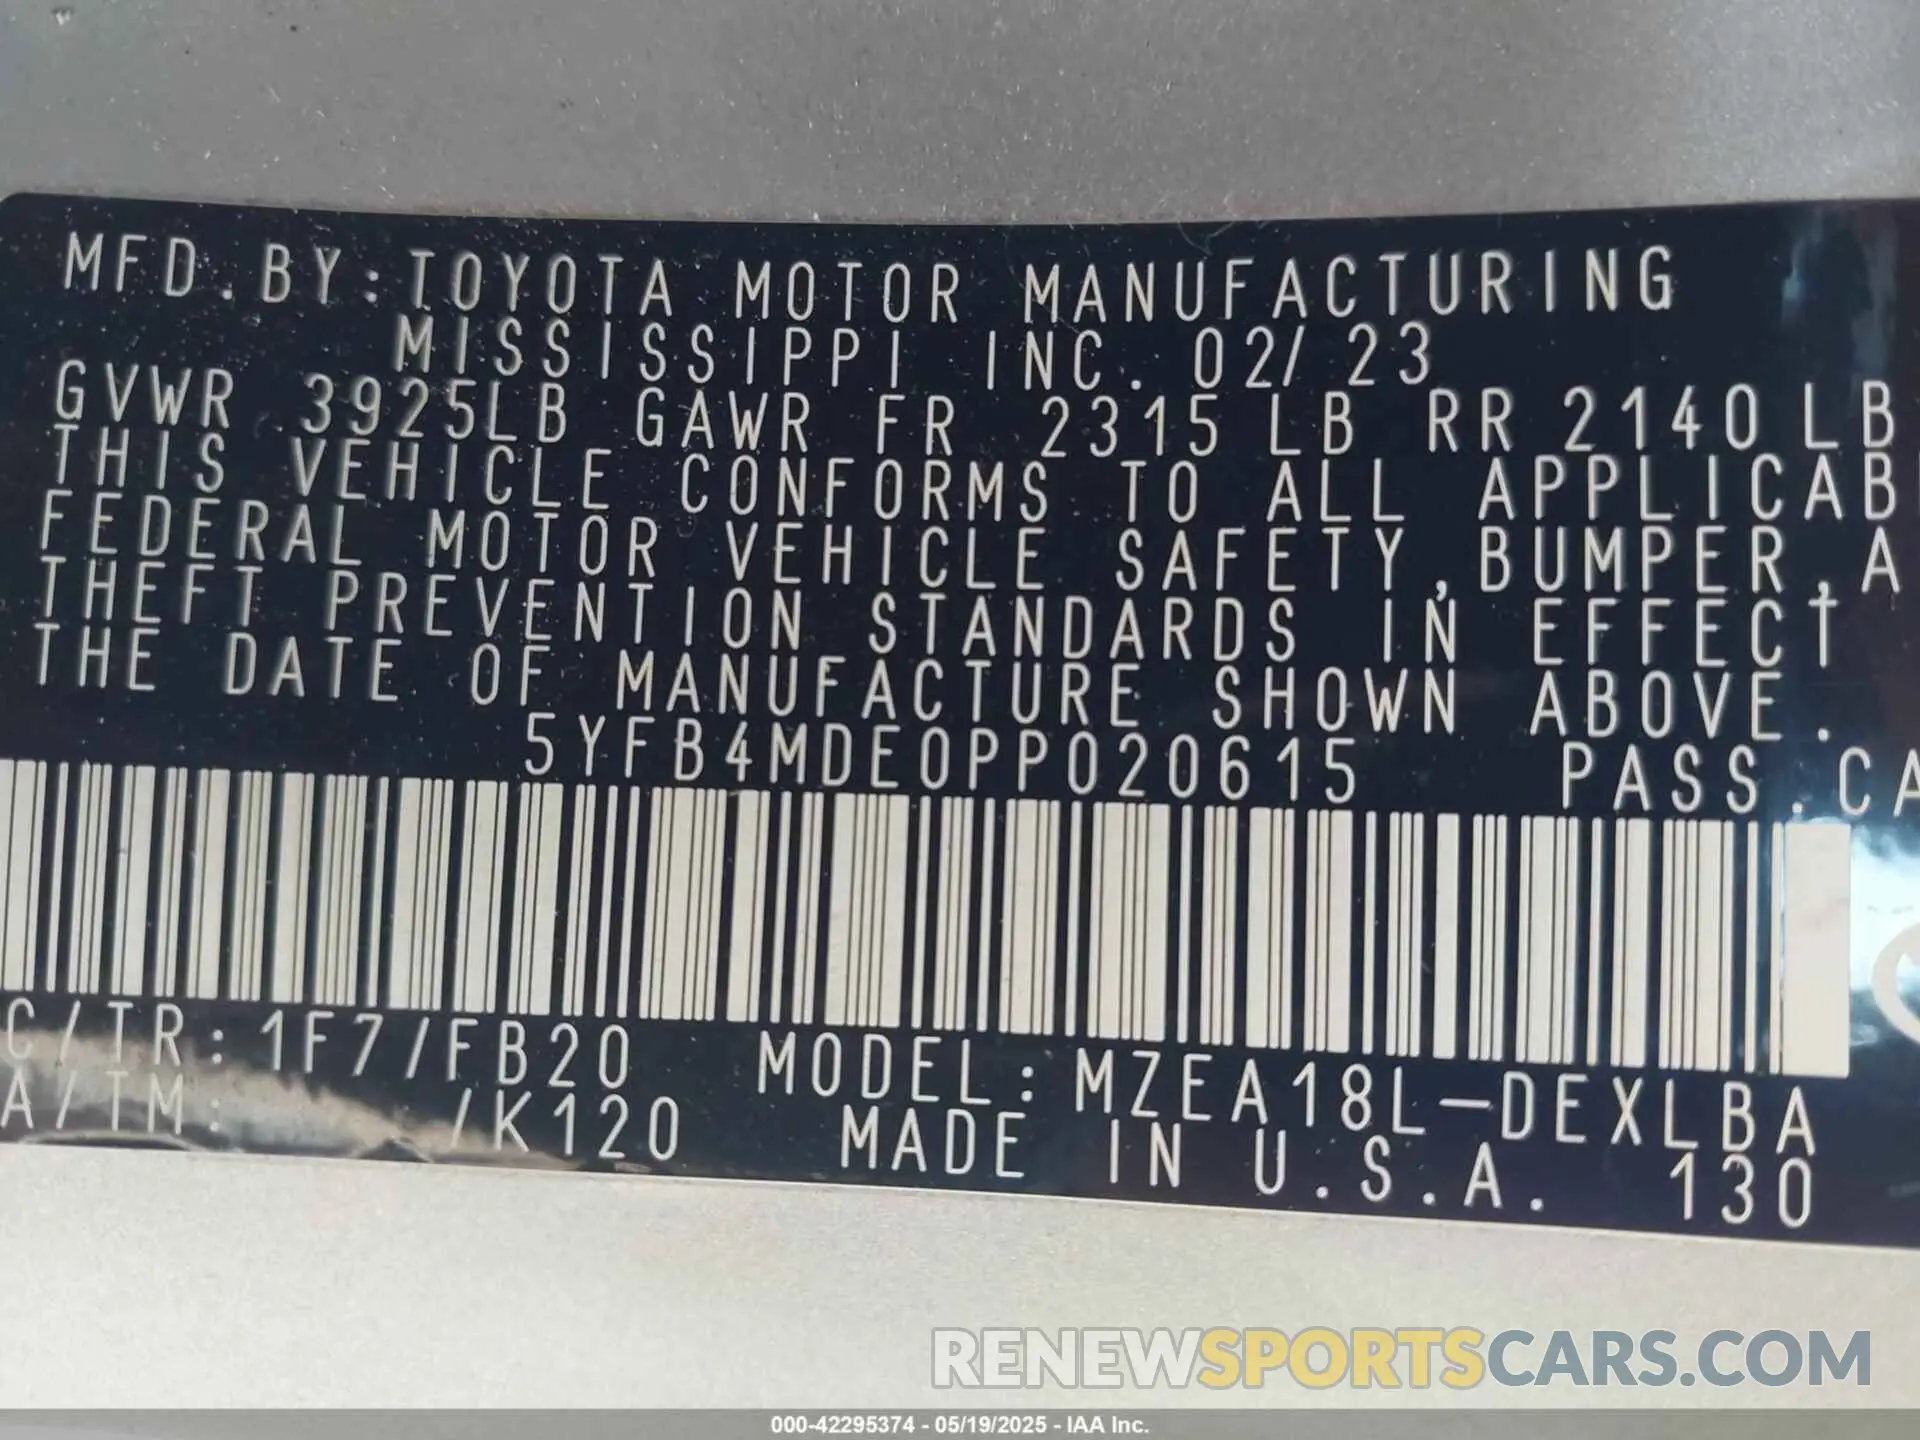 MFD.BY:TOYOTA MOTOR MANUFACTURING
MISSISSIPPI INC. 02/23
GVWR 3925LB GAWR FR 2315 LB RR 2140 LB
THIS VEHICLE CONFORMS TO ALL APPLICAB
FEDERAL MOTOR VEHICLE SAFETY,BUMPER,A
THEFT PREVENTION STANDARDS IN EFFECT
THE DATE OF MANUFACTURE SHOWN ABOVE.
5YFB4MDE0PP020615 PASS.CA
C/TR:1F7/FB20 MODEL:MZEA18L-DEXLBA
A/TM: /K120 MADE IN U.S.A. 130
RENEWSPORTSCARS.COM
000-42295374 - 05/19/2025 - IAA Inc.